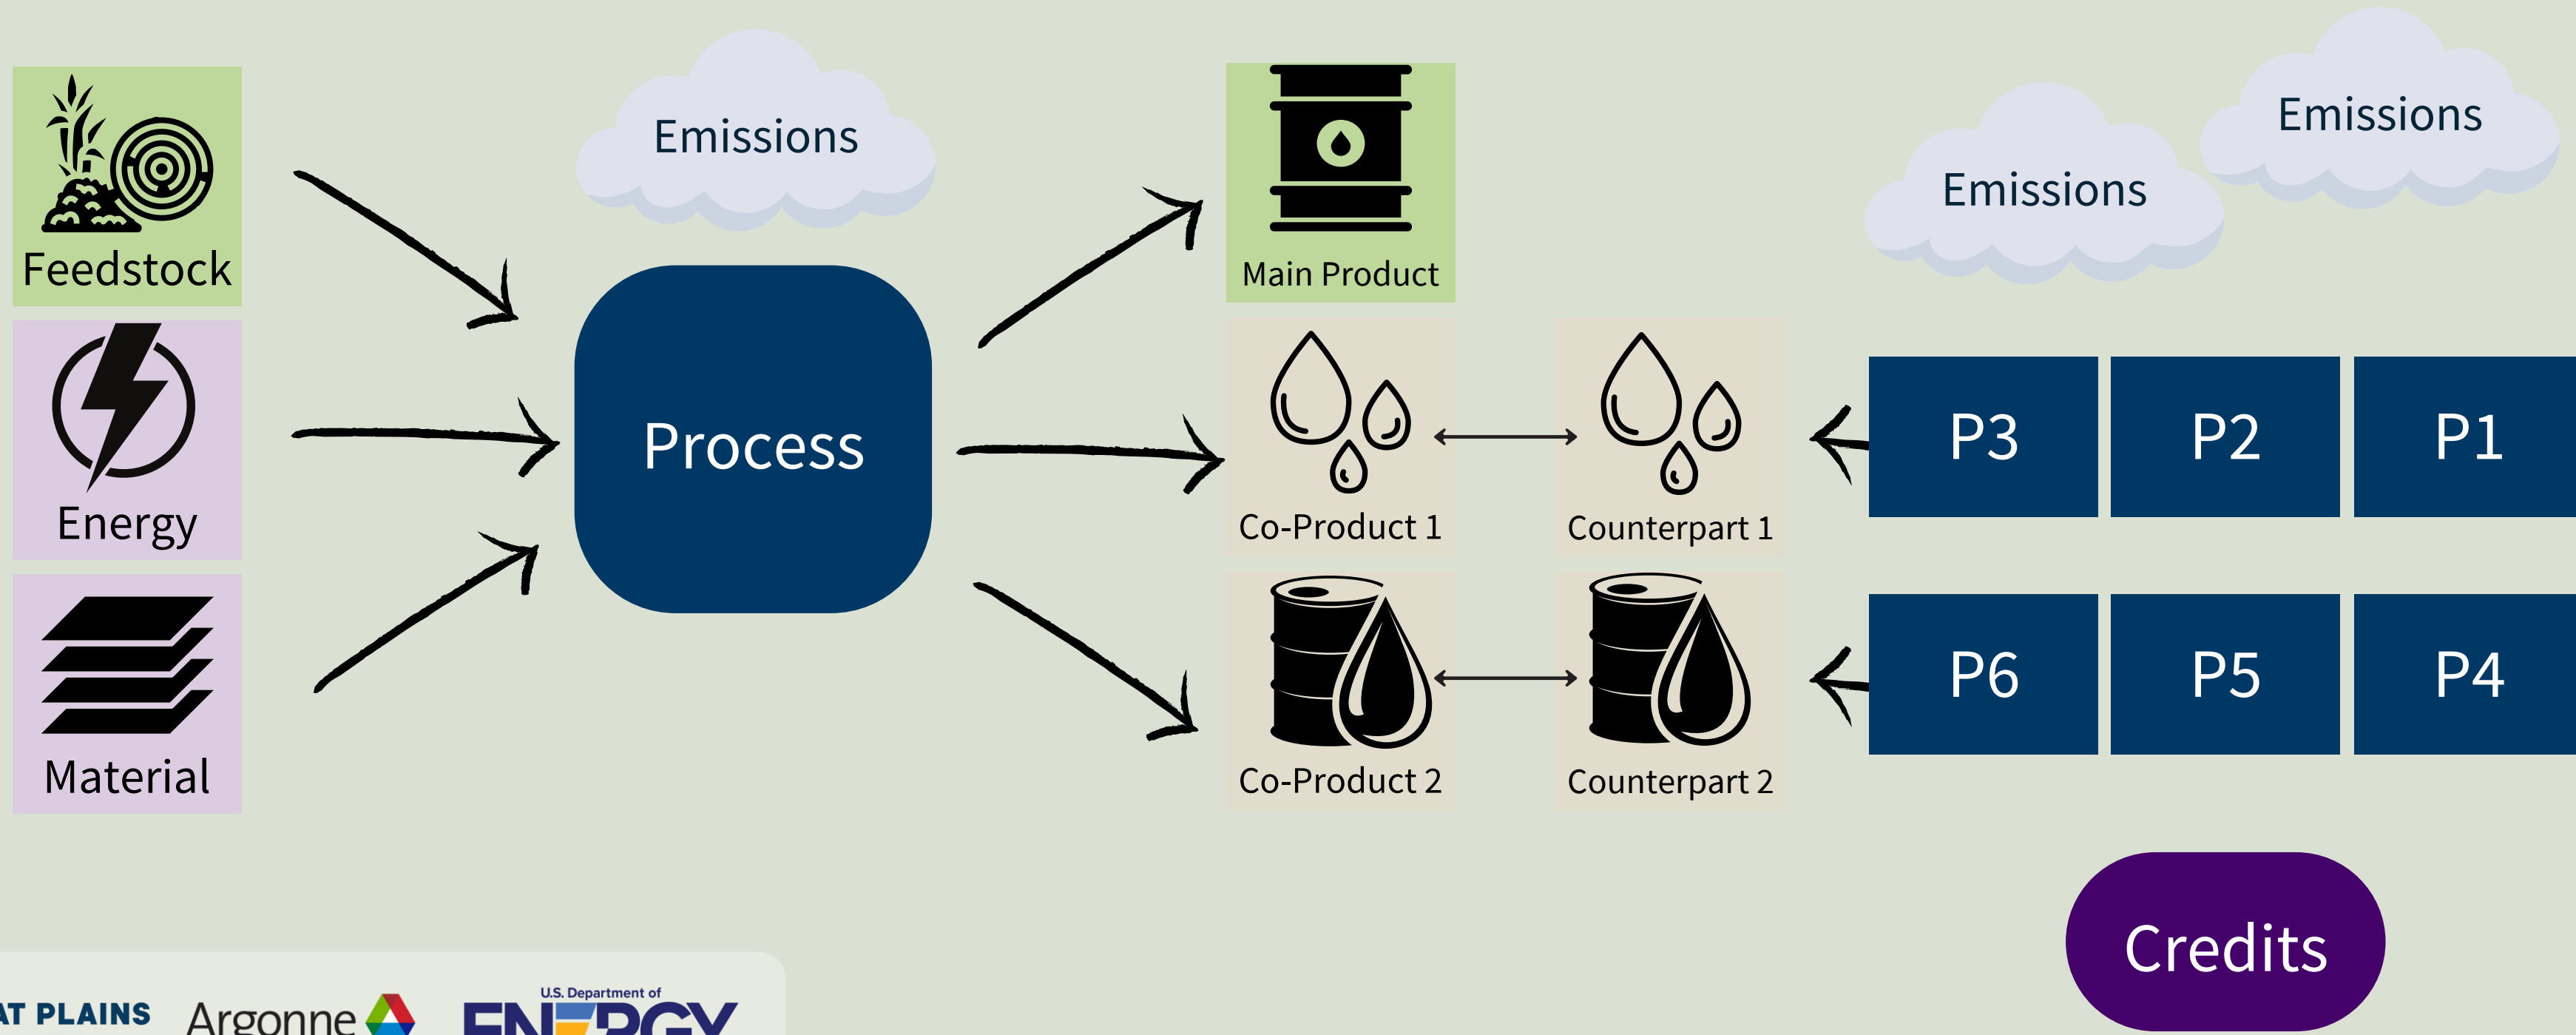 Feedstock
Energy
Material
Emissions
Process
Main Product
Co-Product 1
Co-Product 2
Counterpart 1
Counterpart 2
Emissions
Emissions
P3 P2 P1
P6 P5 P4
Credits
PLAINS
Argonne
U.S. Department of
ENERGY